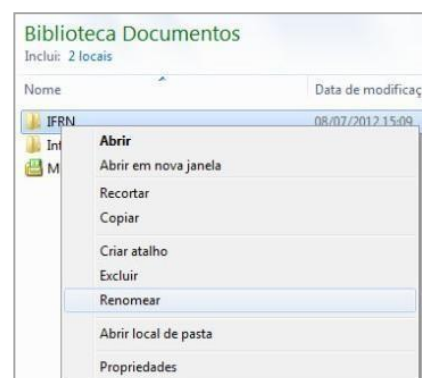 Biblioteca Documentos
Inclui: 2 locais
Nome
Data de modificaç
IFRN
08/07/2012 15:09
Int
M
Abrir
Abrir em nova janela
Recortar
Copiar
Criar atalho
Excluir
Renomear
Abrir local de pasta
Propriedades